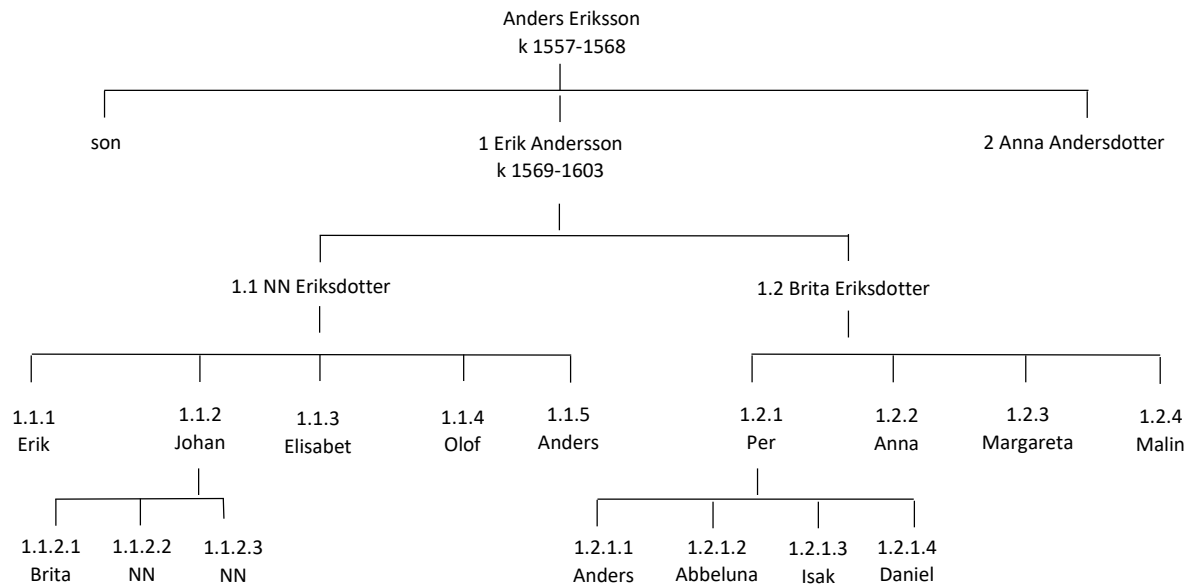 Anders Eriksson
k 1557-1568
son
1 Erik Andersson
k 1569-1603
2 Anna Andersdotter
1.1 NN Eriksdotter
1.2 Brita Eriksdotter
1.1.1
Erik
1.1.2
Johan
1.1.3
Elisabet
1.1.4
Olof
1.1.5
Anders
1.2.1
Per
1.2.2
Anna
1.2.3
Margareta
1.2.4
Malin
1.1.2.1
Brita
1.1.2.2
NN
1.1.2.3
NN
1.2.1.1
Anders
1.2.1.2
Abbeluna
1.2.1.3
Isak
1.2.1.4
Daniel